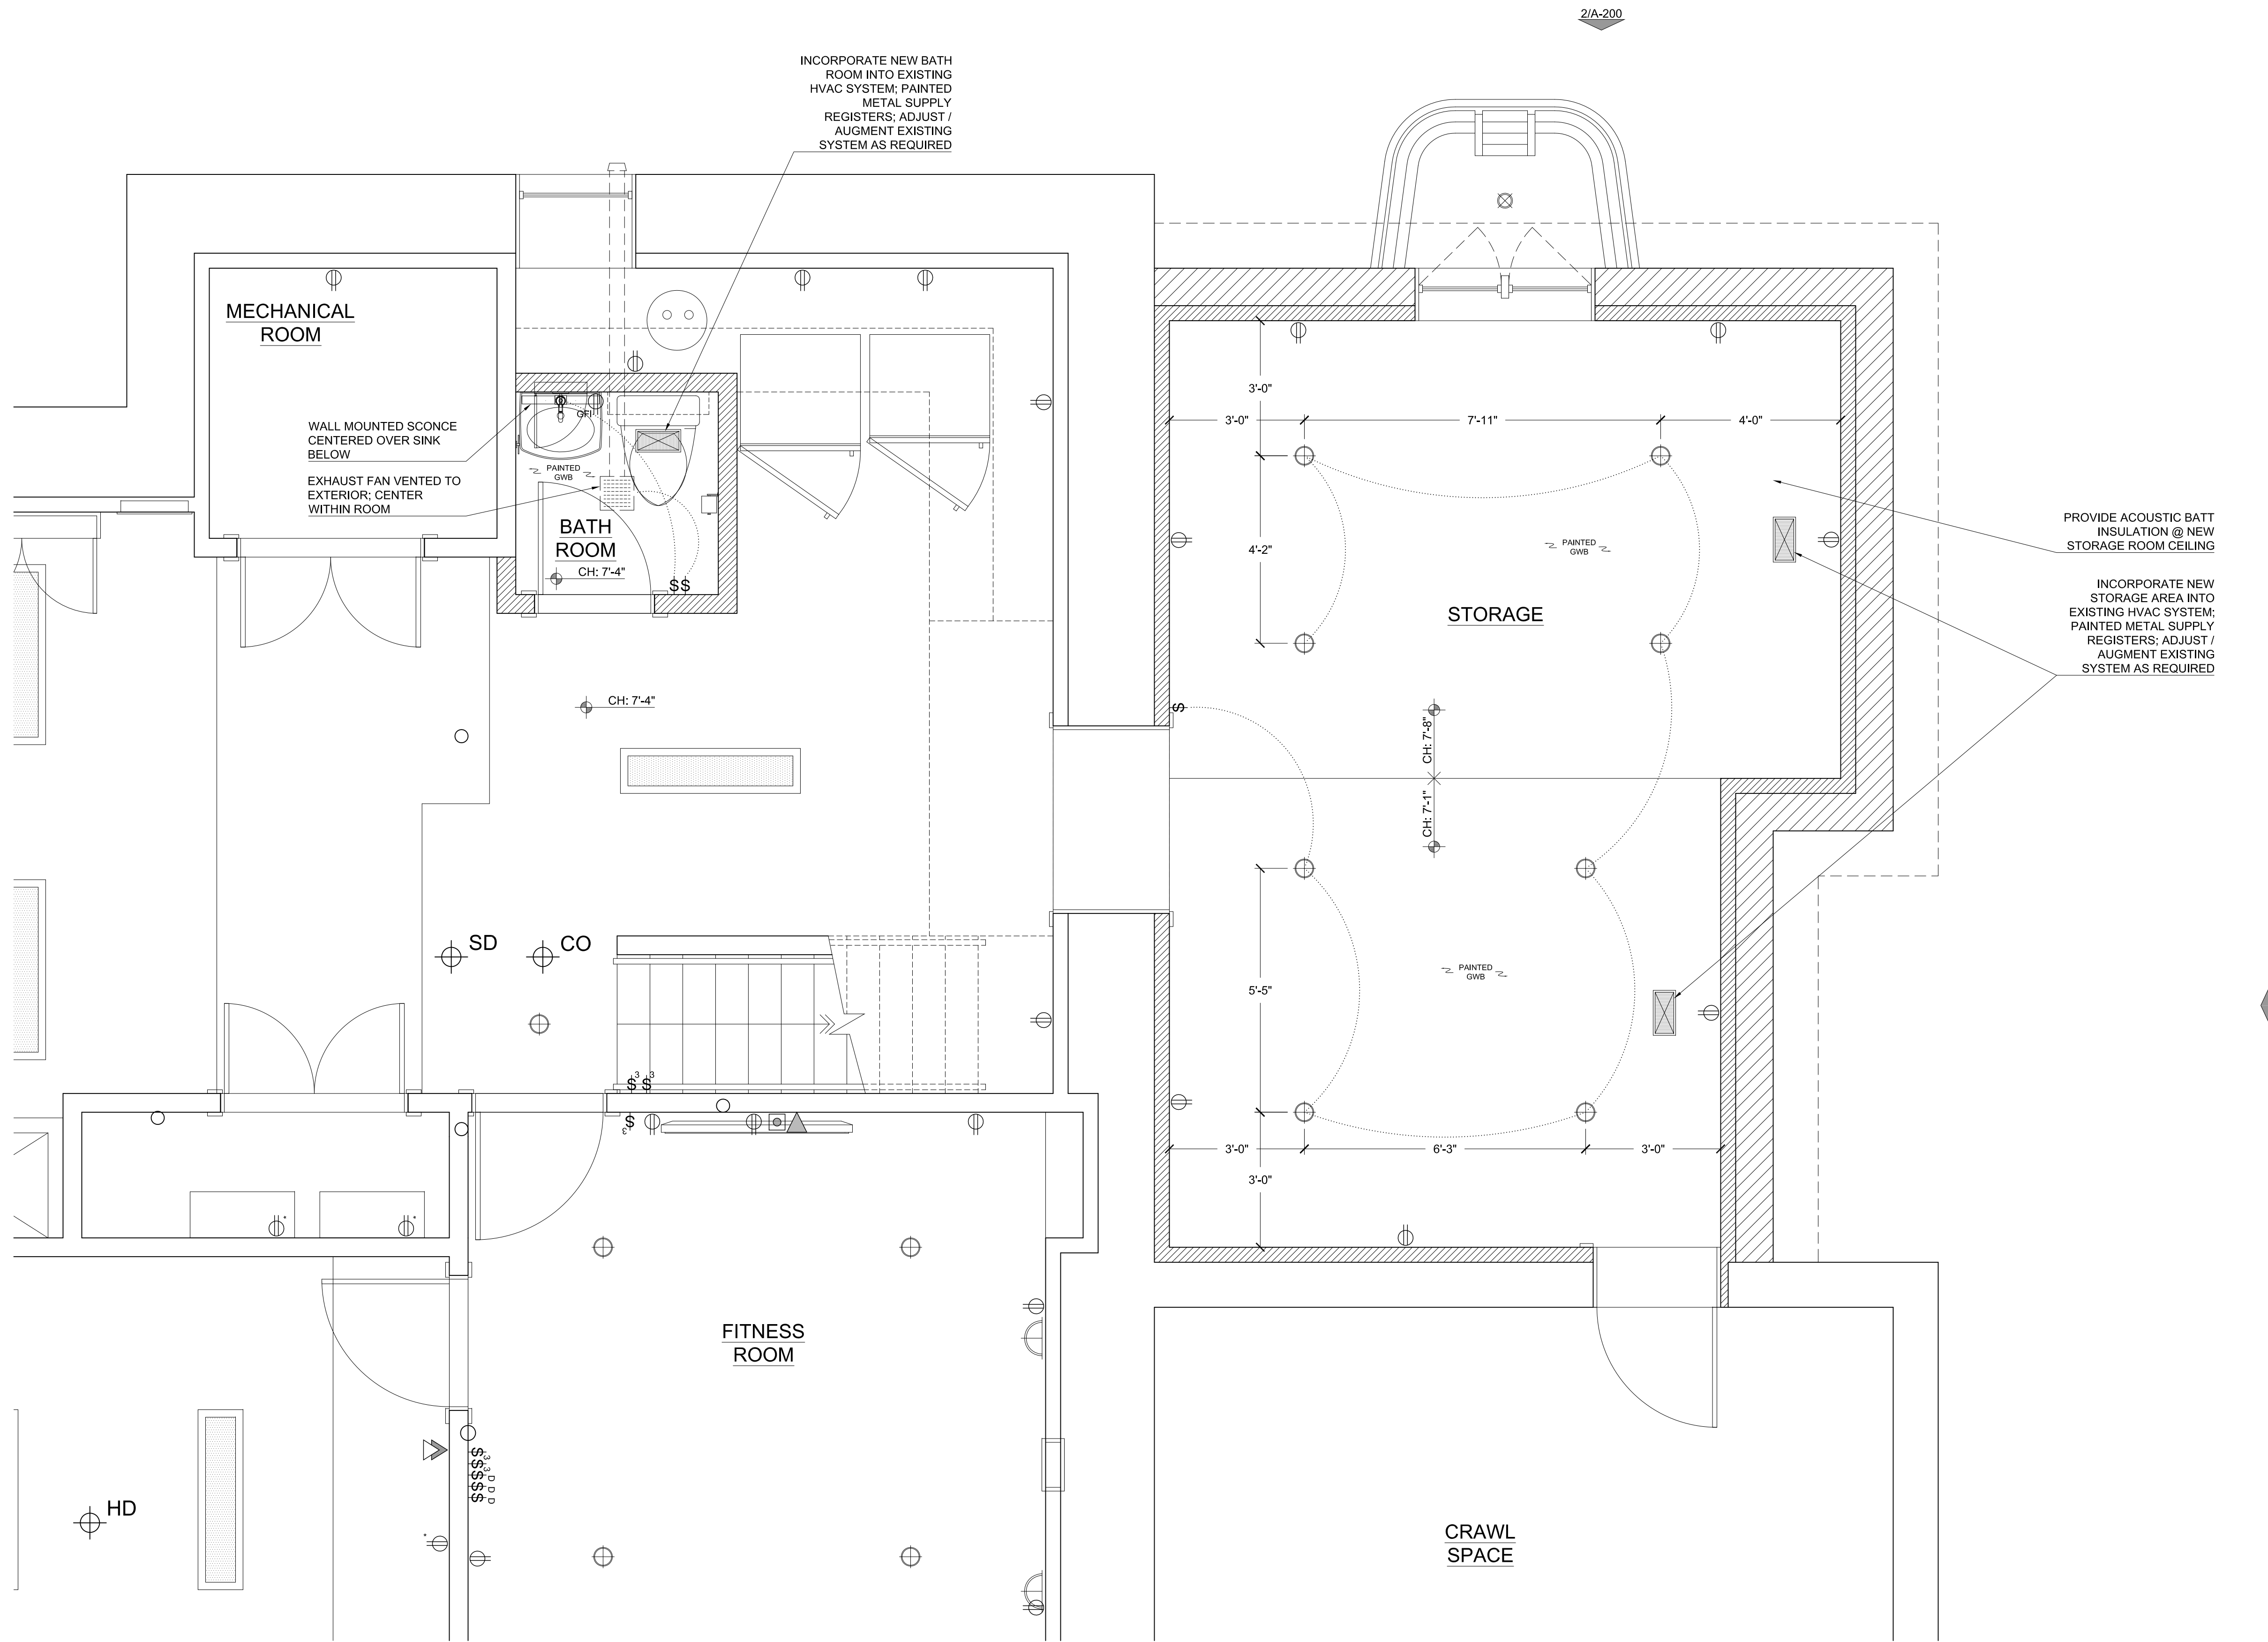 2/A-200
INCORPORATE NEW BATH
ROOM INTO EXISTING
HVAC SYSTEM; PAINTED
METAL SUPPLY
REGISTERS; ADJUST /
AUGMENT EXISTING
SYSTEM AS REQUIRED
MECHANICAL
ROOM
WALL MOUNTED SCONCE
CENTERED OVER SINK
BELOW
EXHAUST FAN VENTED TO
EXTERIOR; CENTER
WITHIN ROOM
GFI
PAINTED
GWB
BATH
ROOM
CH: 7'-4"
$$
CH: 7'-4"
SD
CO
$3 $3
$3
3'-0"
3'-0"
7'-11"
4'-0"
4'-2"
PAINTED
GWB
STORAGE
PROVIDE ACOUSTIC BATT
INSULATION @ NEW
STORAGE ROOM CEILING
INCORPORATE NEW
STORAGE AREA INTO
EXISTING HVAC SYSTEM;
PAINTED METAL SUPPLY
REGISTERS; ADJUST /
AUGMENT EXISTING
SYSTEM AS REQUIRED
$
CH: 7'-8"
CH: 7'-1"
5'-5"
PAINTED
GWB
3'-0"
6'-3"
3'-0"
3'-0"
*
*
FITNESS
ROOM
$3
$3
$D
$D
$D
HD
*
CRAWL
SPACE